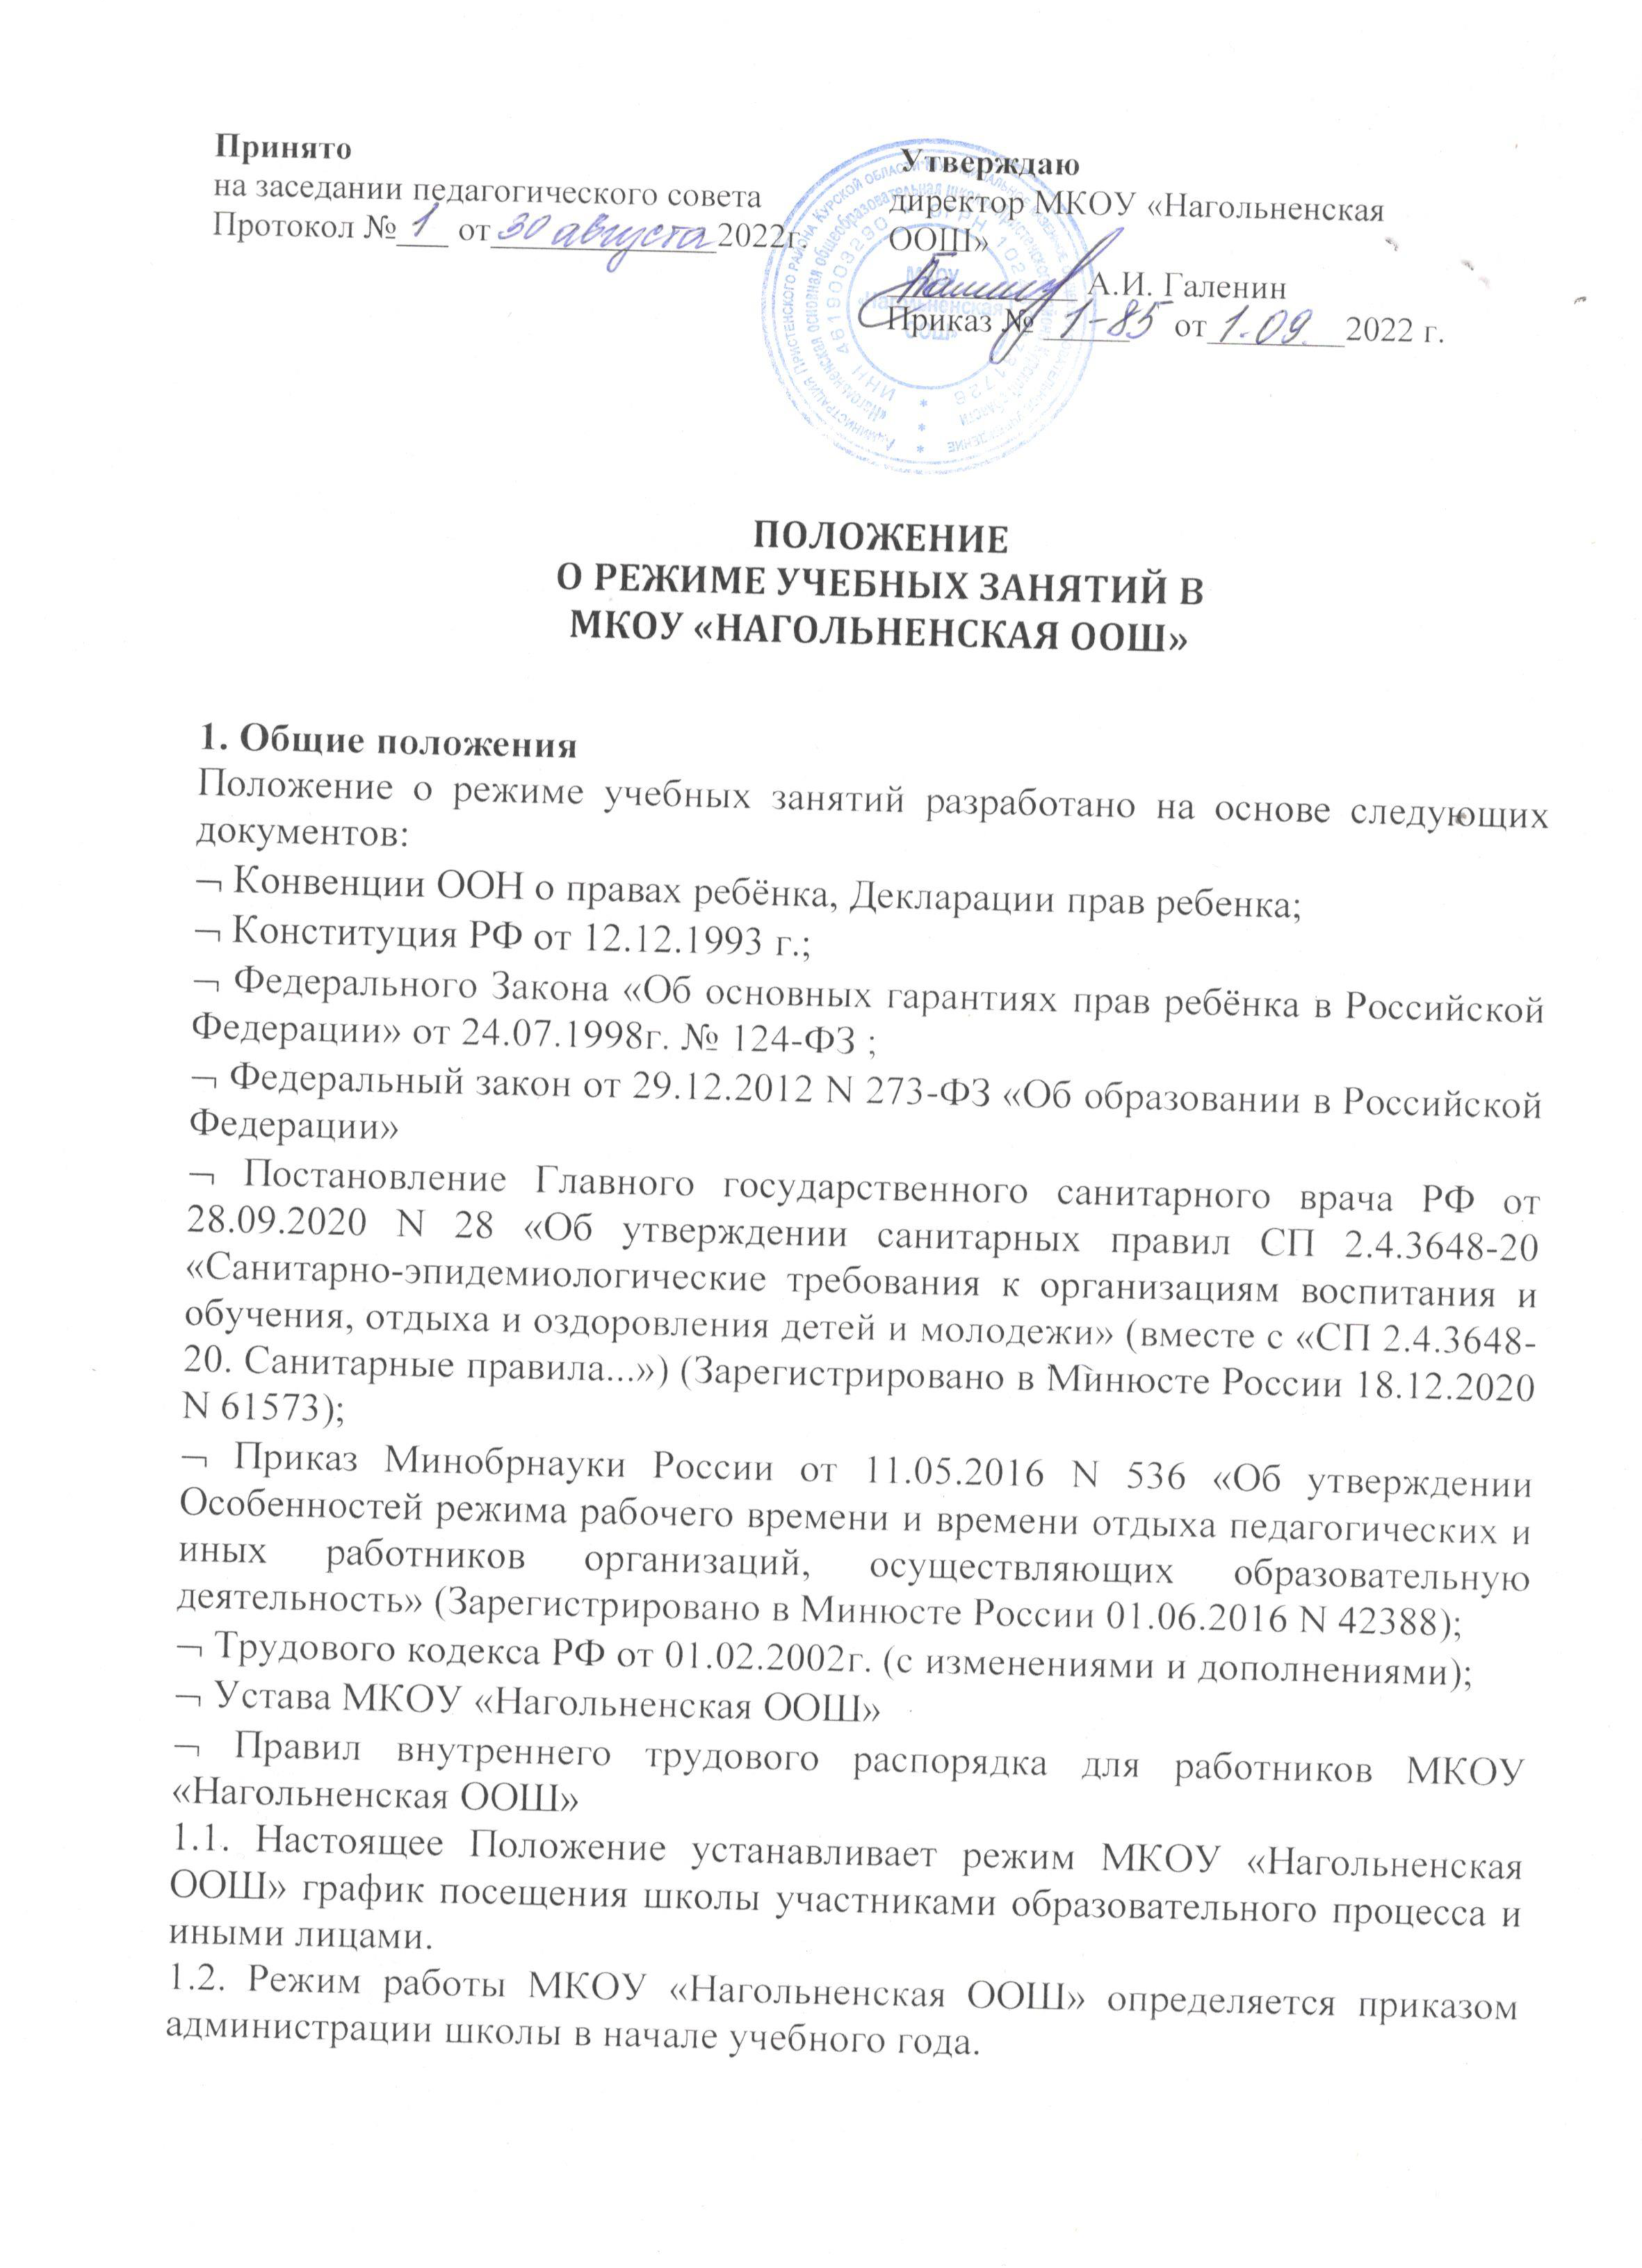 Принято
на заседании педагогического совета
Протокол №___ 1 от 30 августа 2022г.
Утверждаю
директор МКОУ «Нагольненская
ООШ»
А.И. Галенин
Приказ № 1-85 от 1.09. 2022 г.
МКОУ
«Нагольненская
ООШ»
ПОЛОЖЕНИЕ
О РЕЖИМЕ УЧЕБНЫХ ЗАНЯТИЙ В
МКОУ «НАГОЛЬНЕНСКАЯ ООШ»
1. Общие положения
Положение о режиме учебных занятий разработано на основе следующих
документов:
¬ Конвенции ООН о правах ребёнка, Декларации прав ребенка;
¬ Конституция РФ от 12.12.1993 г.;
¬ Федерального Закона «Об основных гарантиях прав ребёнка в Российской
Федерации» от 24.07.1998г. № 124-ФЗ ;
¬ Федеральный закон от 29.12.2012 N 273-ФЗ «Об образовании в Российской
Федерации»
¬ Постановление Главного государственного санитарного врача РФ от
28.09.2020 N 28 «Об утверждении санитарных правил СП 2.4.3648-20
«Санитарно-эпидемиологические требования к организациям воспитания и
обучения, отдыха и оздоровления детей и молодежи» (вместе с «СП 2.4.3648-
20. Санитарные правила...») (Зарегистрировано в Минюсте России 18.12.2020
N 61573);
¬ Приказ Минобрнауки России от 11.05.2016 N 536 «Об утверждении
Особенностей режима рабочего времени и времени отдыха педагогических и
иных работников организаций, осуществляющих образовательную
деятельность» (Зарегистрировано в Минюсте России 01.06.2016 N 42388);
¬ Трудового кодекса РФ от 01.02.2002г. (с изменениями и дополнениями);
¬ Устава МКОУ «Нагольненская ООШ»
¬ Правил внутреннего трудового распорядка для работников МКОУ
«Нагольненская ООШ»
1.1. Настоящее Положение устанавливает режим МКОУ «Нагольненская
ООШ» график посещения школы участниками образовательного процесса и
иными лицами.
1.2. Режим работы МКОУ «Нагольненская ООШ» определяется приказом
администрации школы в начале учебного года.